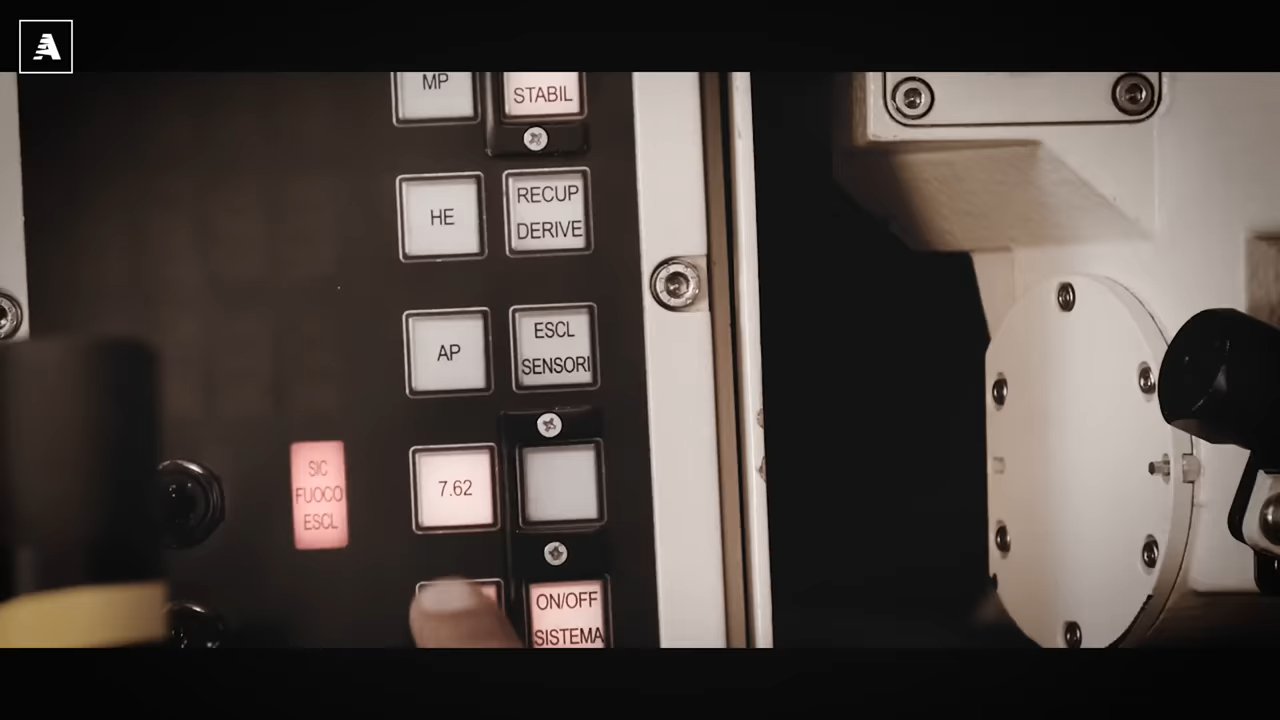 MP
STABIL
HE
RECUP
DERIVE
AP
ESCL
SENSORI
SIC
FUOCO
ESCL
7.62
ON/OFF
SISTEMA